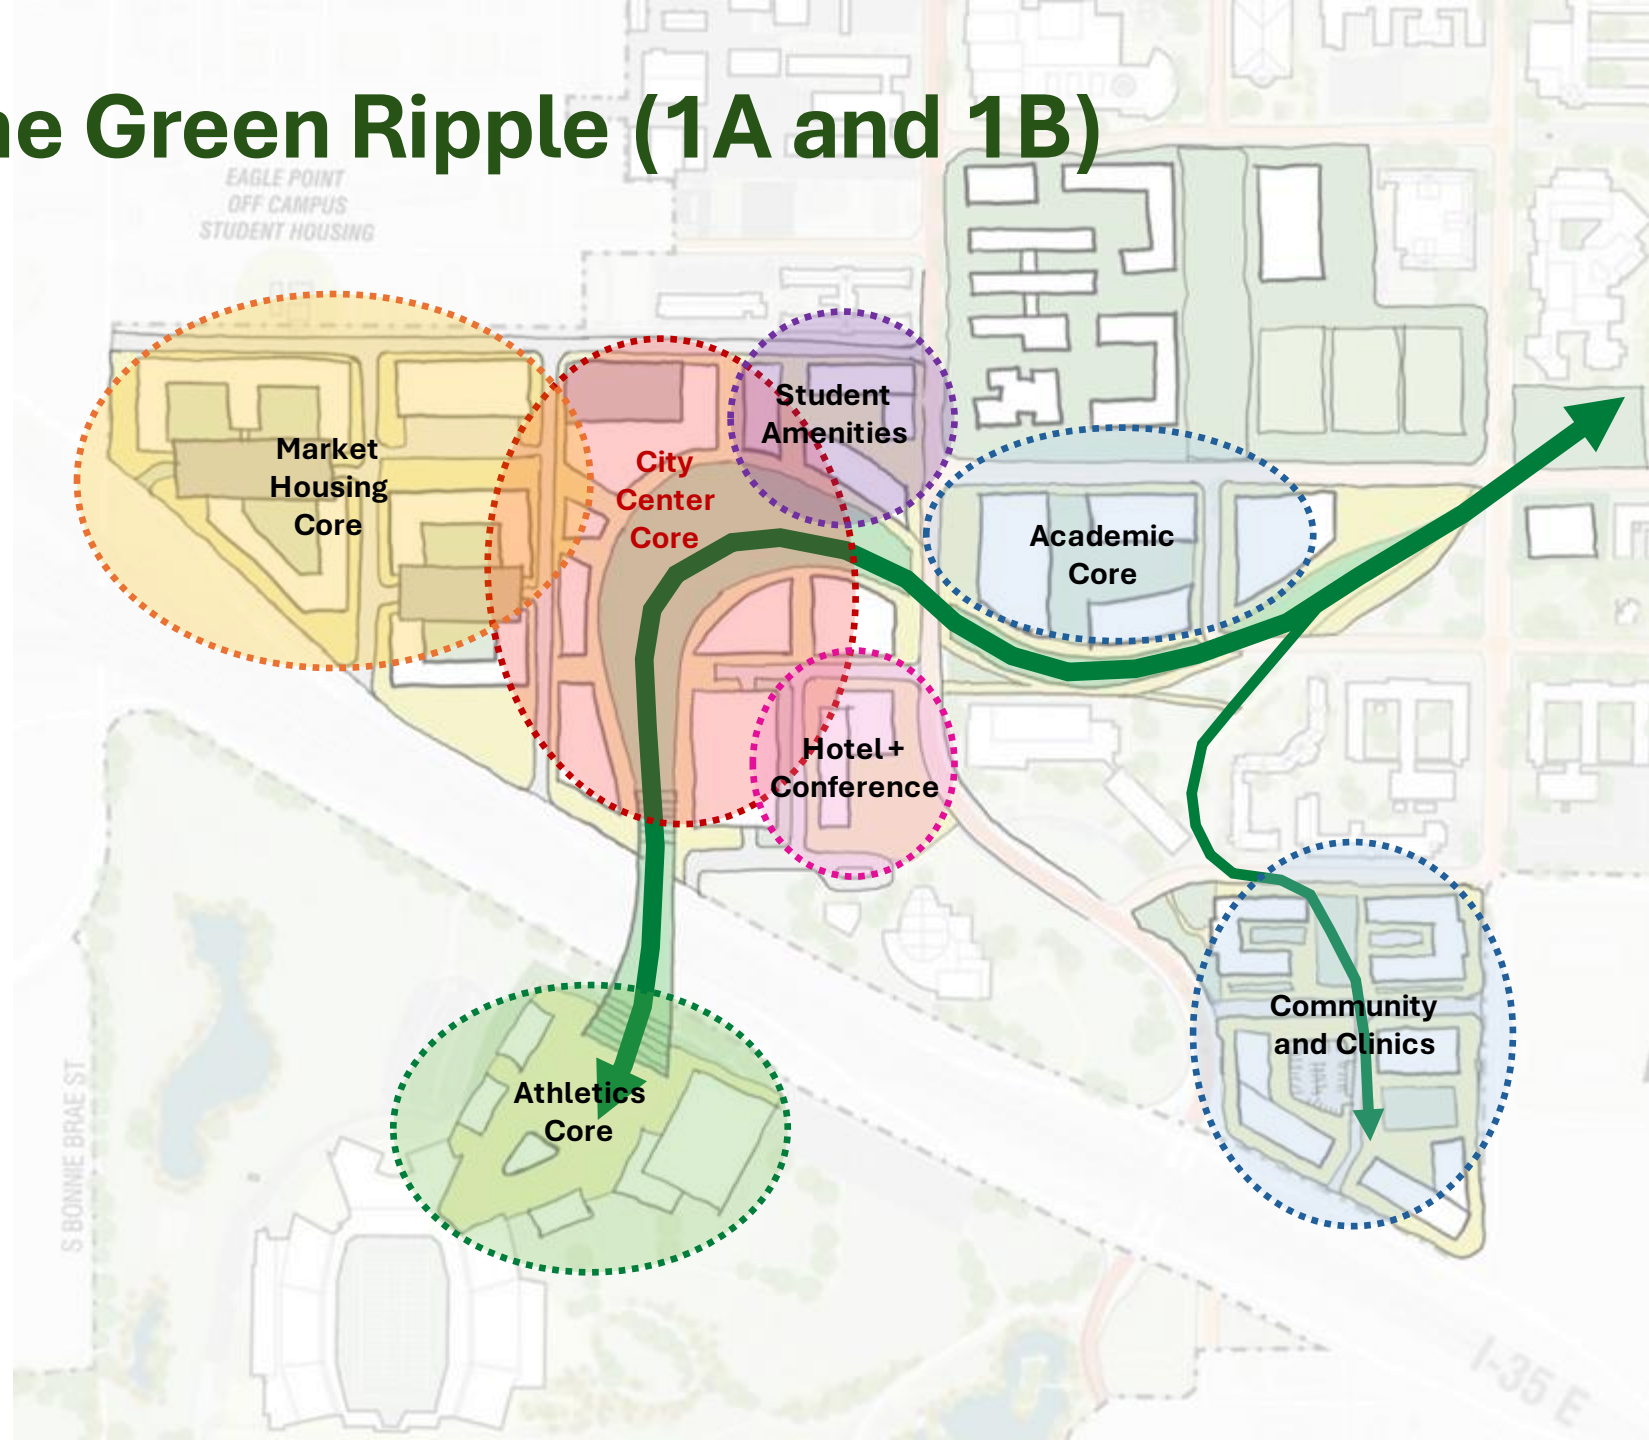 he Green Ripple (1A and 1B)
EAGLE POINT
OFF CAMPUS
STUDENT HOUSING
Student
Amenities
Market
Housing
Core
City
Center
Core
Academic
Core
Hotel+
Conference
Community
and Clinics
Athletics
Core
S BONNIE BRAE ST
I-35 E